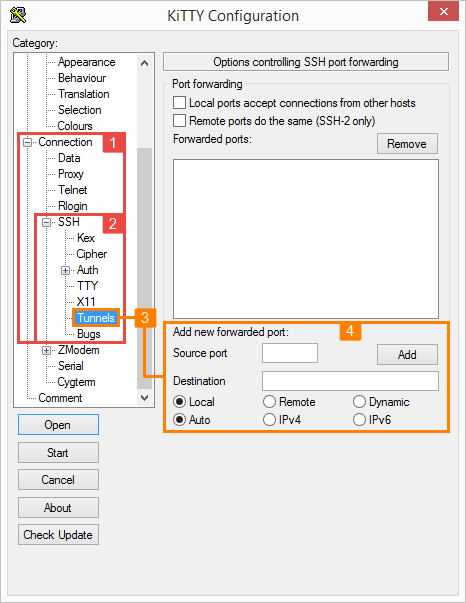 KiTTY Configuration
Category:
Appearance
Behaviour
Translation
Selection
Colours
Connection
1
Data
Proxy
Telnet
Rlogin
SSH
2
Kex
Cipher
Auth
TTY
X11
Tunnels
3
Bugs
ZModem
Serial
Cygterm
Comment
Open
Start
Cancel
About
Check Update
Options controlling SSH port forwarding
Port forwarding
Local ports accept connections from other hosts
Remote ports do the same (SSH-2 only)
Forwarded ports:
Remove
Add new forwarded port:
4
Source port
Add
Destination
Local Remote Dynamic
Auto IPv4 IPv6